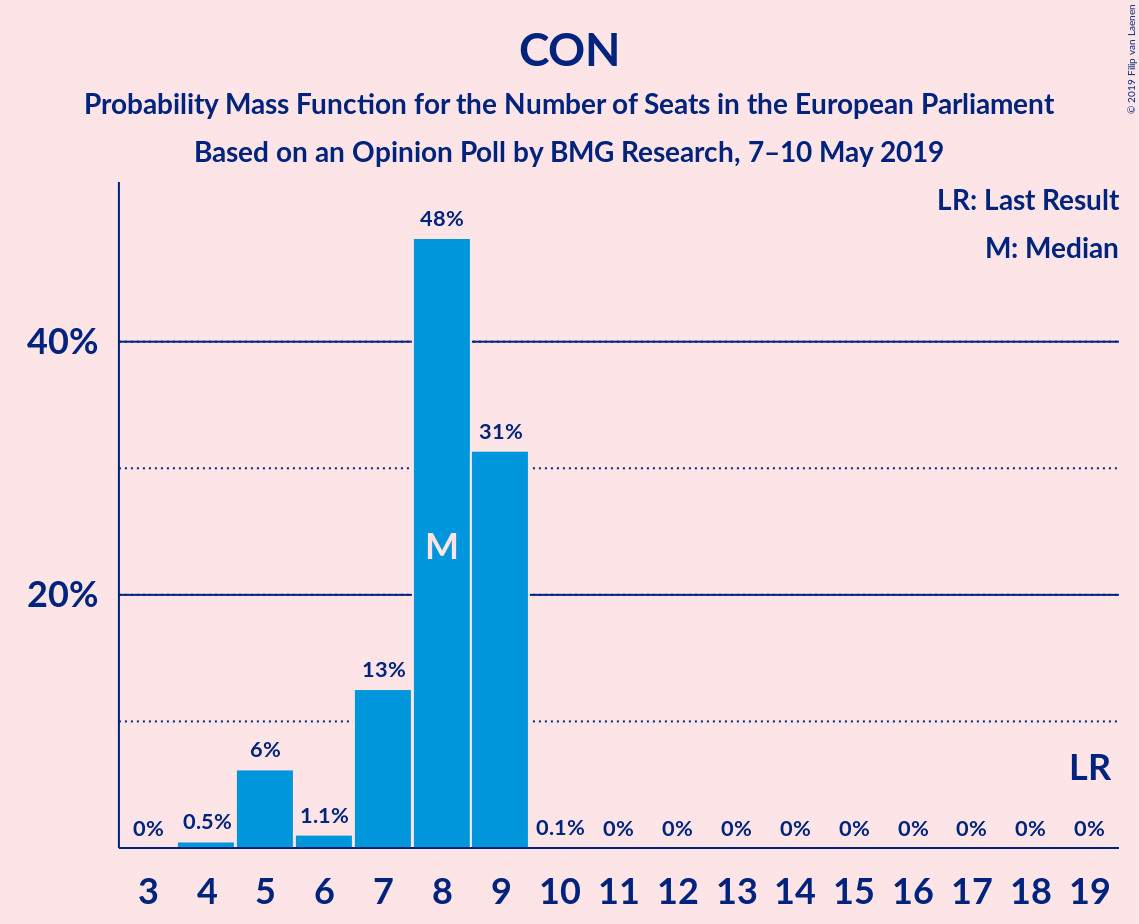 CON
Probability Mass Function for the Number of Seats in the European Parliament
Based on an Opinion Poll by BMG Research, 7–10 May 2019
© 2019 Filip van Laenen
LR: Last Result
M: Median
48%
40%
31%
M
20%
13%
6%
LR
0% 0.5% 1.1% 0.1% 0% 0% 0% 0% 0% 0% 0% 0% 0%
3 4 5 6 7 8 9 10 11 12 13 14 15 16 17 18 19